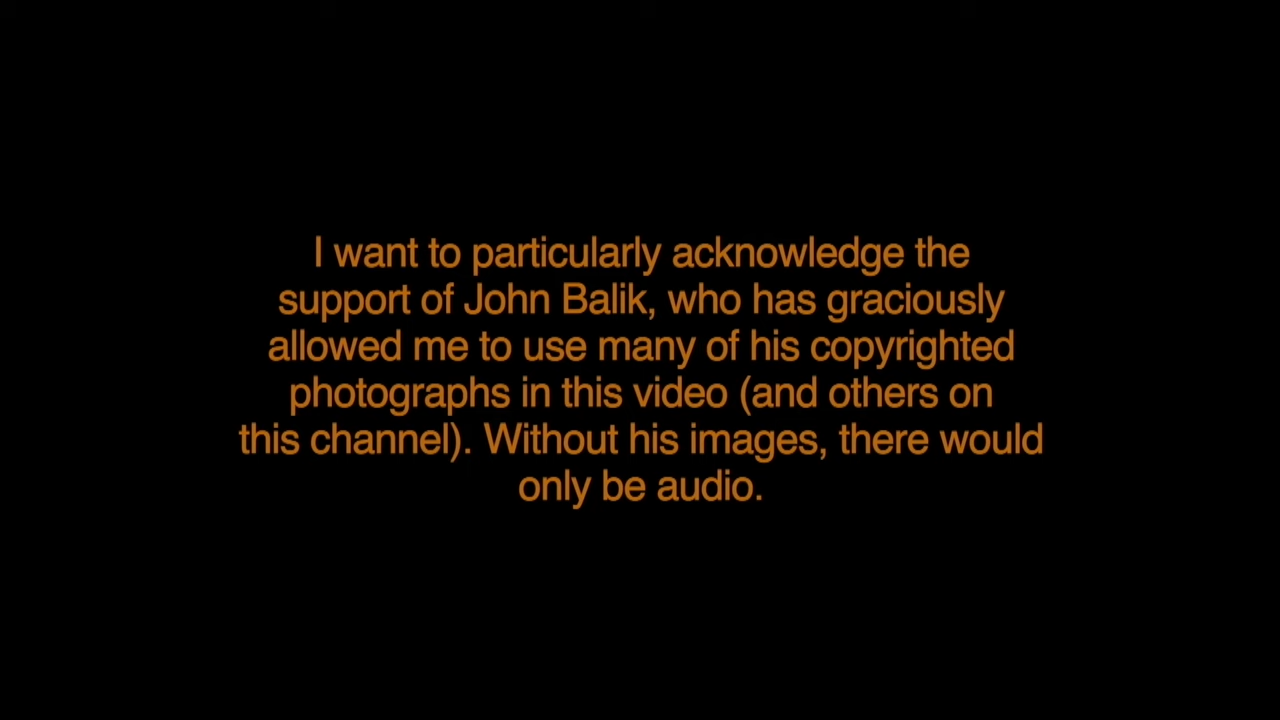 I want to particularly acknowledge the
support of John Balik, who has graciously
allowed me to use many of his copyrighted
photographs in this video (and others on
this channel). Without his images, there would
only be audio.